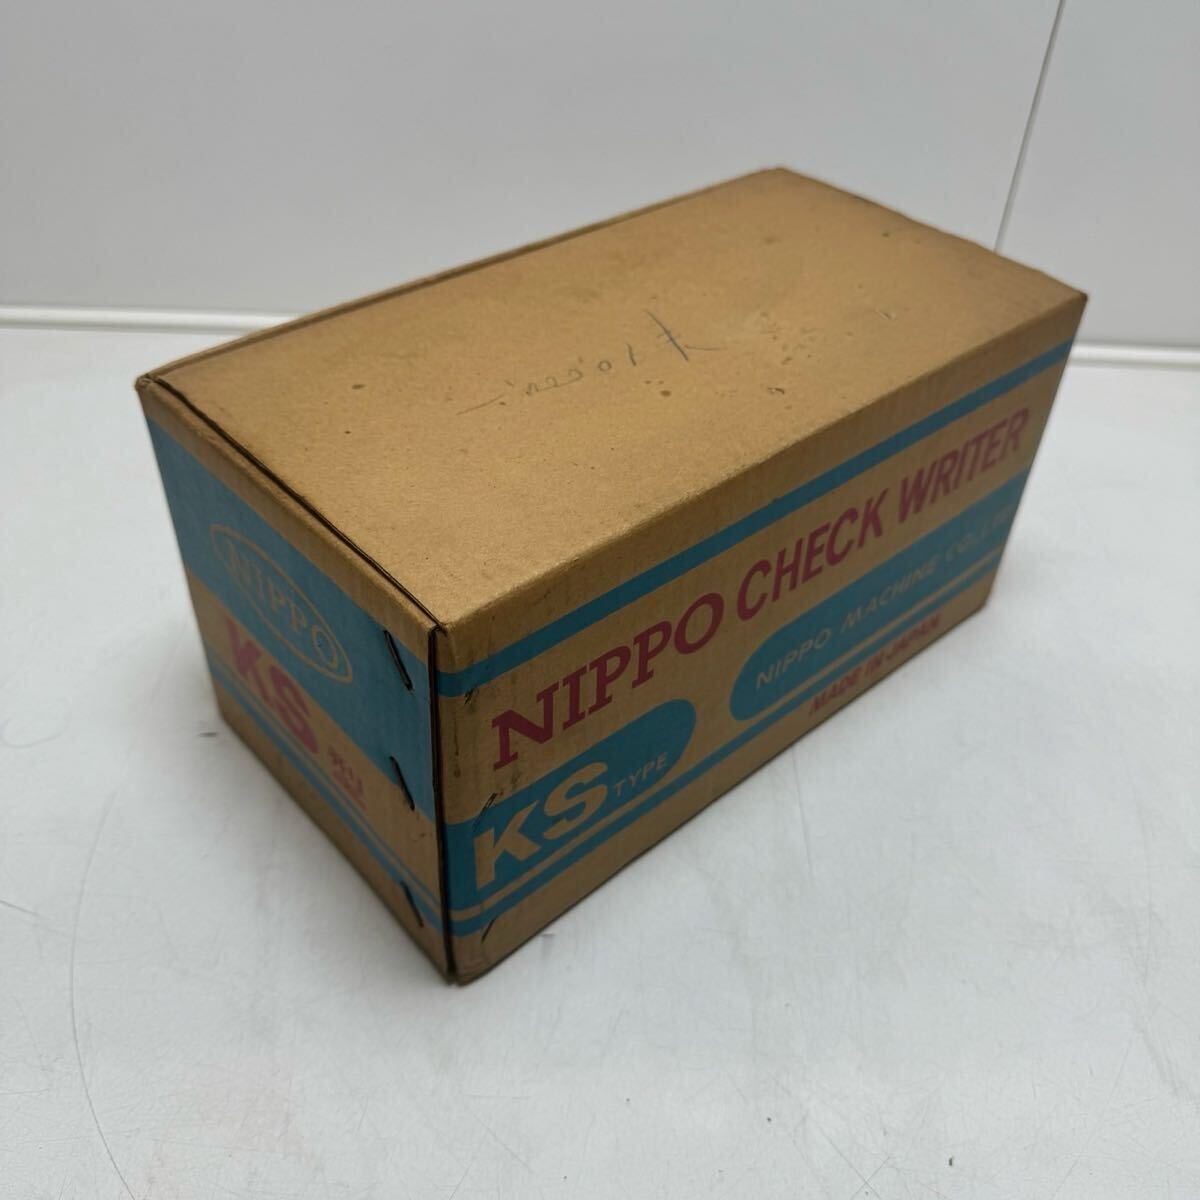 NIPPO CHECK WRITER
KS TYPE
NIPPO MACHINE CO., LTD.
MADE IN JAPAN
NIPPO
KS